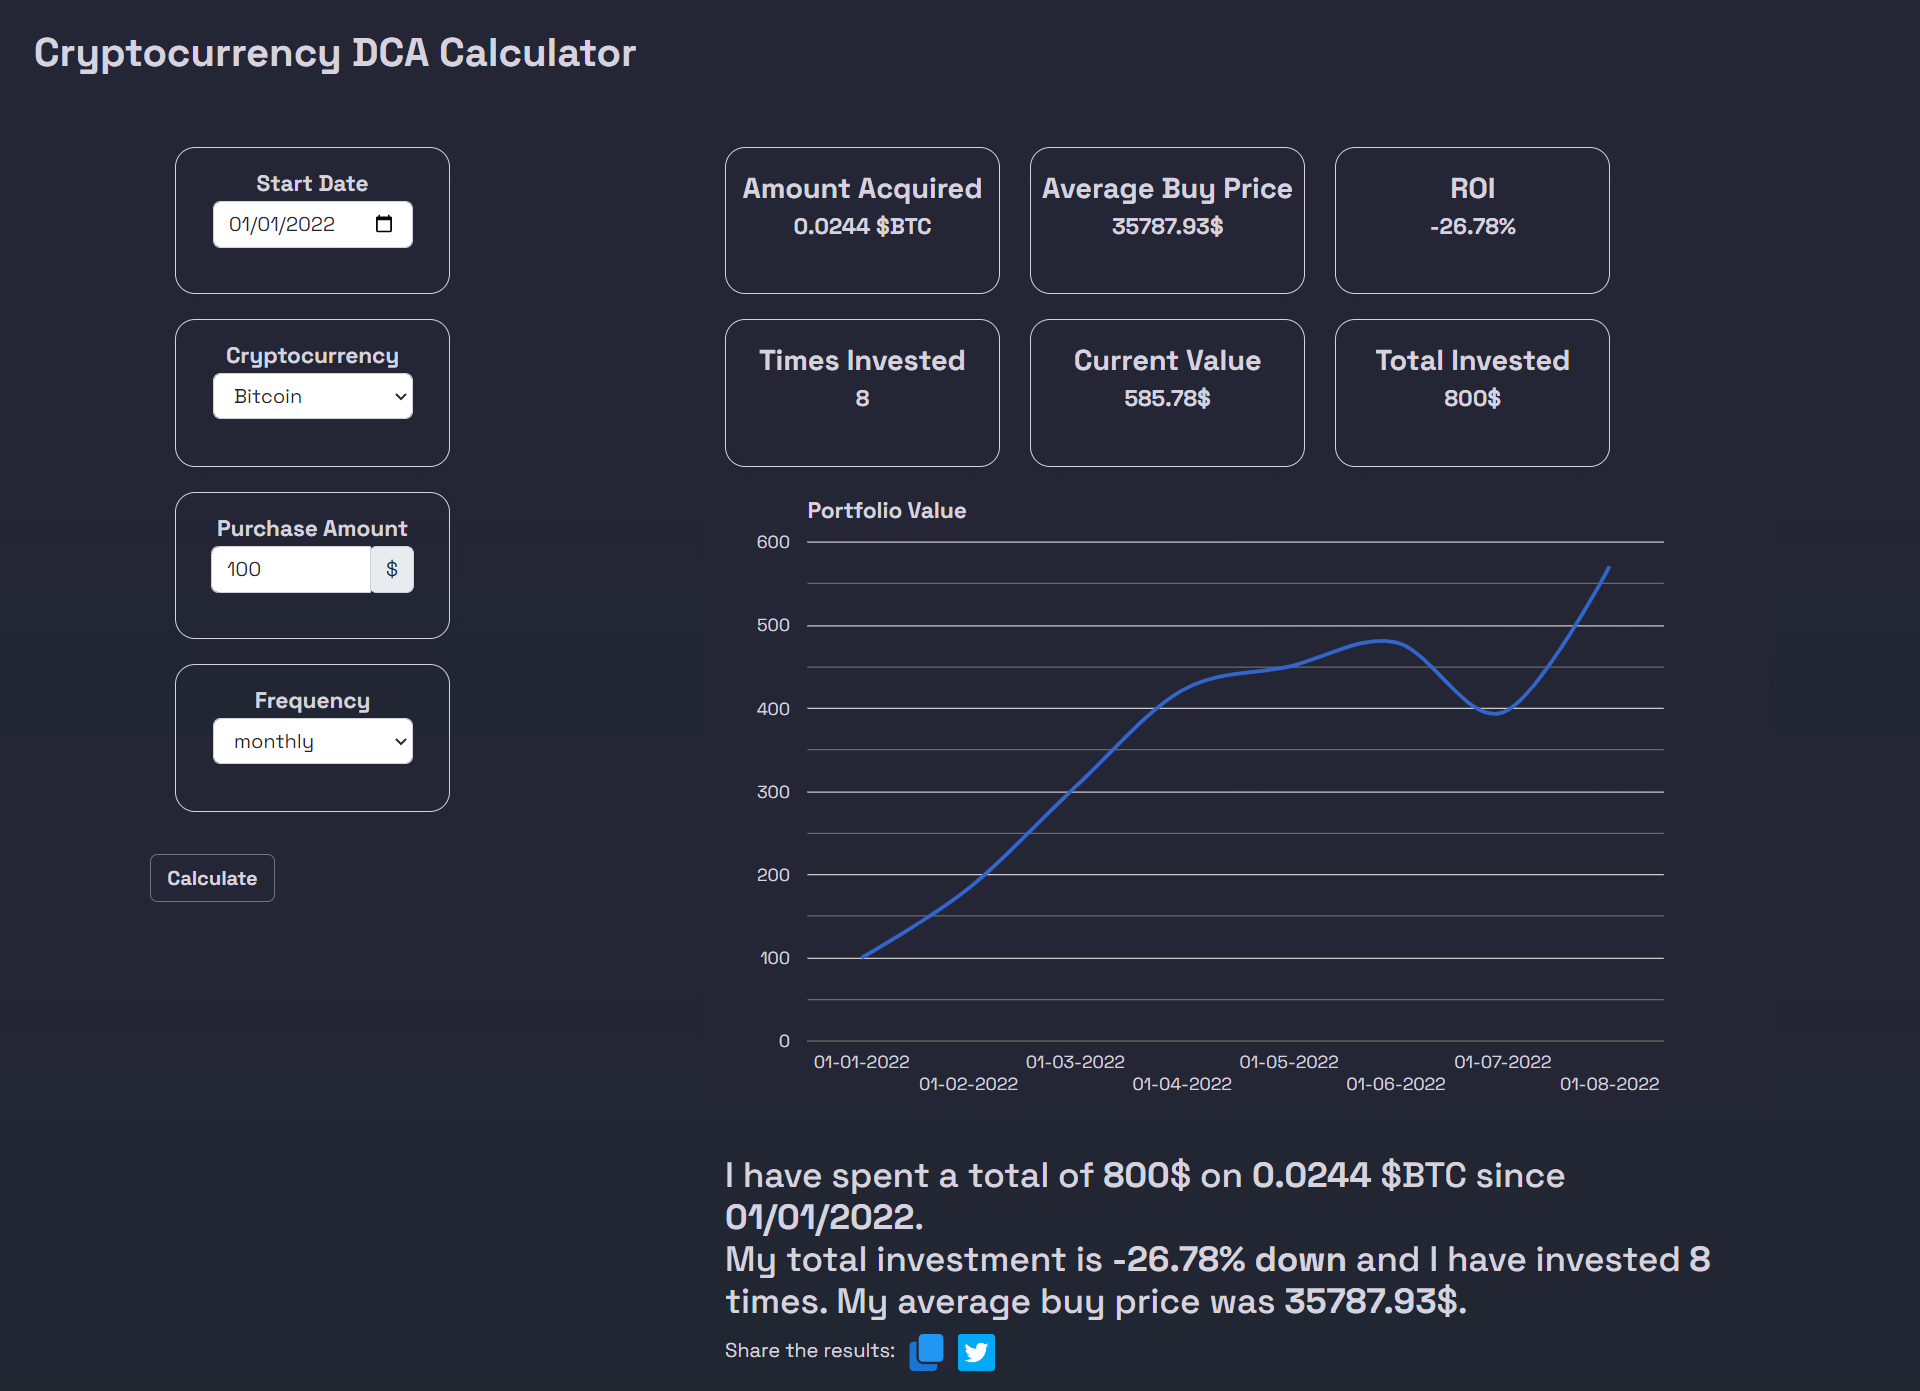 Cryptocurrency DCA Calculator
Start Date
01/01/2022
Cryptocurrency
Bitcoin
Purchase Amount
100 $
Frequency
monthly
Calculate
Amount Acquired
0.0244 $BTC
Average Buy Price
35787.93$
ROI
-26.78%
Times Invested
8
Current Value
585.78$
Total Invested
800$
Portfolio Value
600
500
400
300
200
100
0
01-01-2022
01-02-2022
01-03-2022
01-04-2022
01-05-2022
01-06-2022
01-07-2022
01-08-2022
I have spent a total of 800$ on 0.0244 $BTC since
01/01/2022.
My total investment is -26.78% down and I have invested 8
times. My average buy price was 35787.93$.
Share the results: